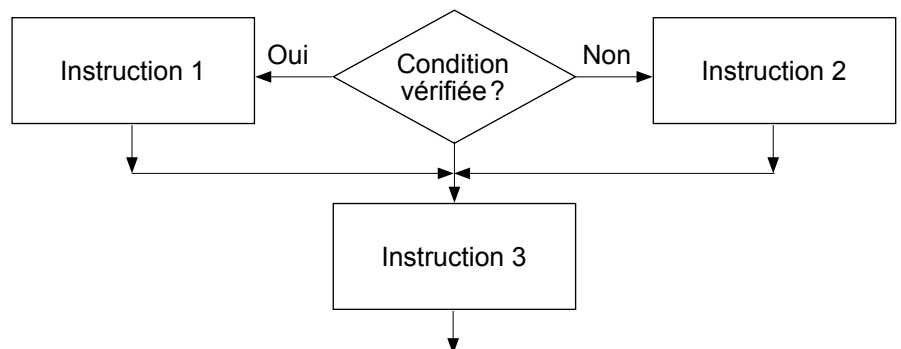 Instruction 1
Oui
Condition
vérifiée ?
Non
Instruction 2
Instruction 3